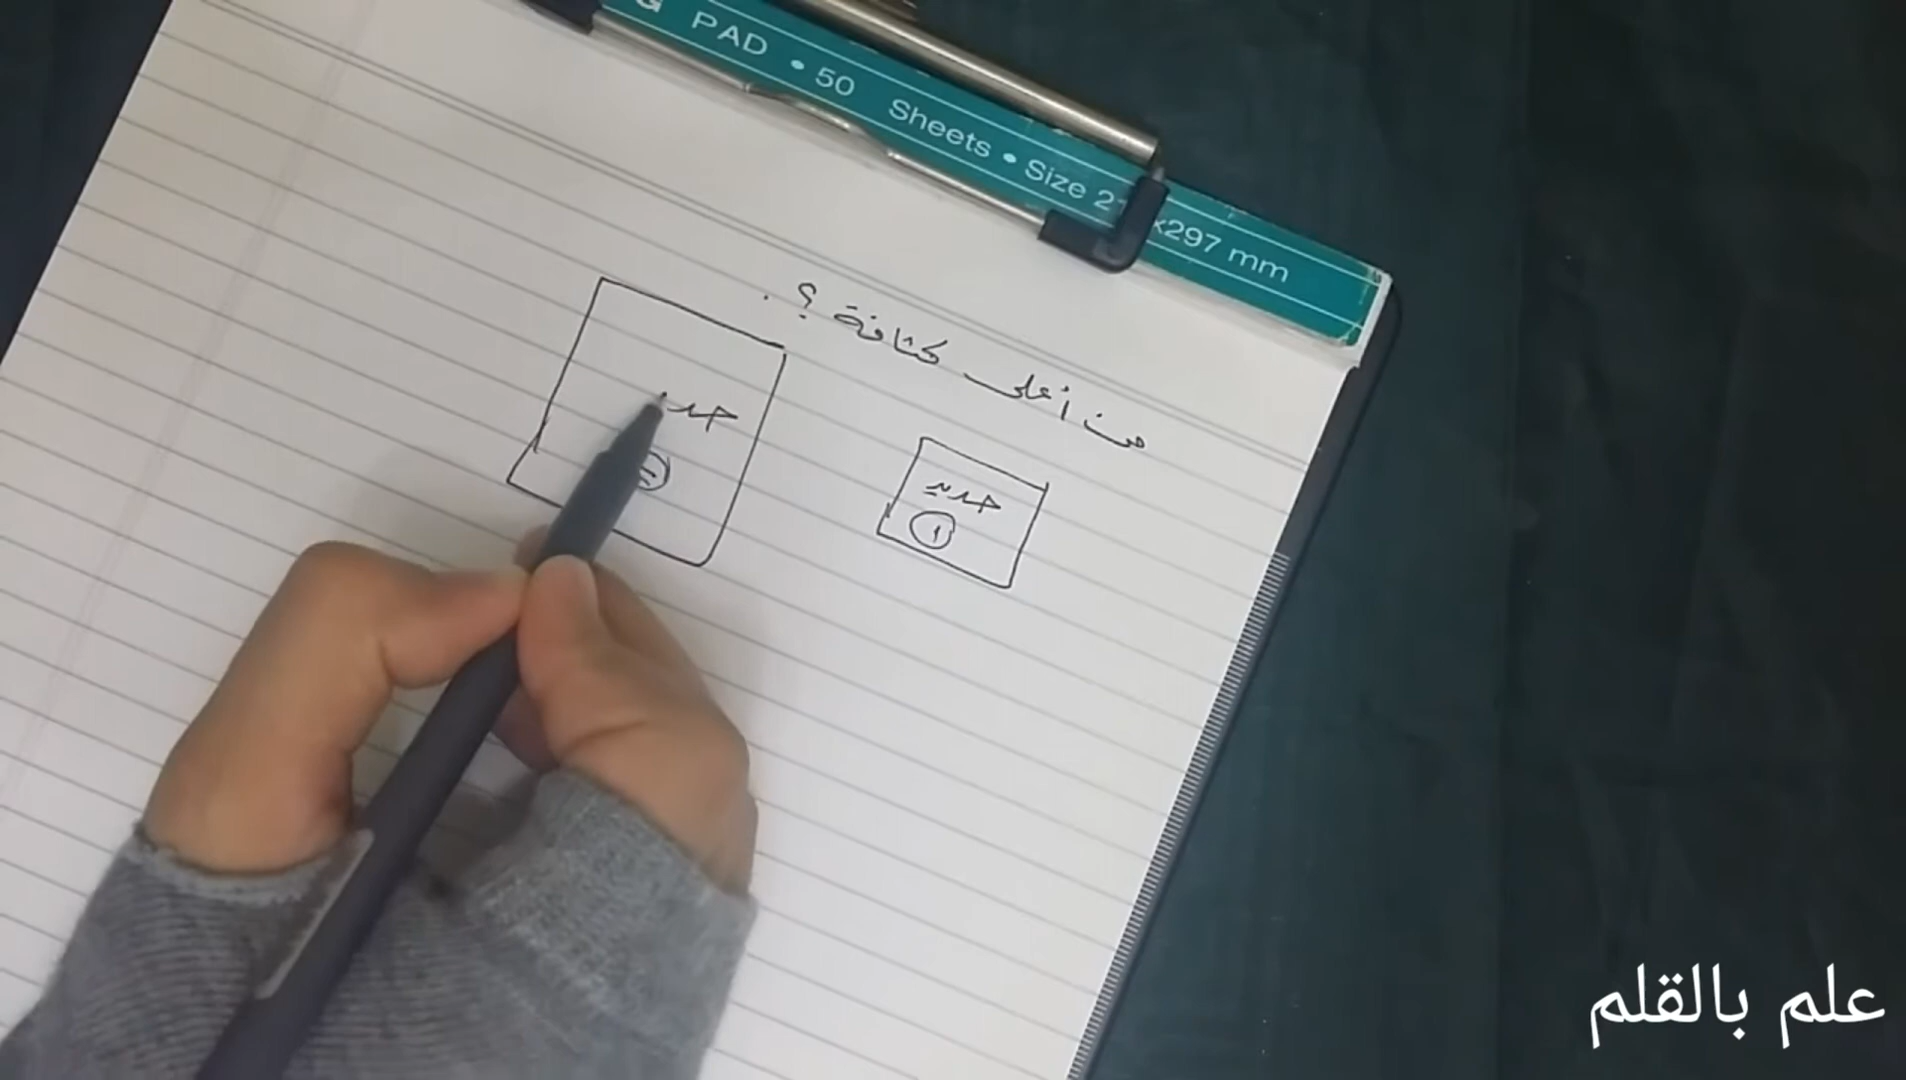 PAD • 50 Sheets • Size 2 x297 mm
من أعلى كثافة ؟
حديد
١
حد
علم بالقلم